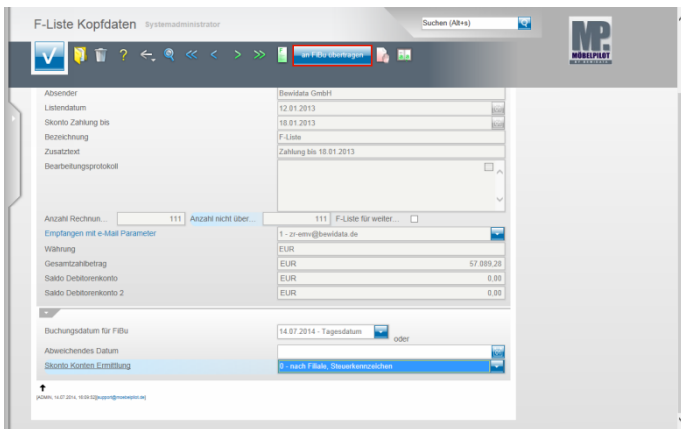 F-Liste Kopfdaten Systemadministrator
Suchen (Alt+s)
MP
MÖBELPILOT
BY BEWIDATA
? << < > >> an FiBu übertragen
Absender Bewidata GmbH
Listendatum 12.01.2013
Skonto Zahlung bis 18.01.2013
Bezeichnung F-Liste
Zusatztext Zahlung bis 18.01.2013
Bearbeitungsprotokoll
Anzahl Rechnun... 111 Anzahl nicht über... 111 F-Liste für weiter...
Empfangen mit e-Mail Parameter 1 - zr-emv@bewidata.de
Währung EUR
Gesamtzahlbetrag EUR 57.089,28
Saldo Debitorenkonto EUR 0,00
Saldo Debitorenkonto 2 EUR 0,00
Buchungsdatum für FiBu 14.07.2014 - Tagesdatum oder
Abweichendes Datum
Skonto Konten Ermittlung 0 - nach Filiale, Steuerkennzeichen